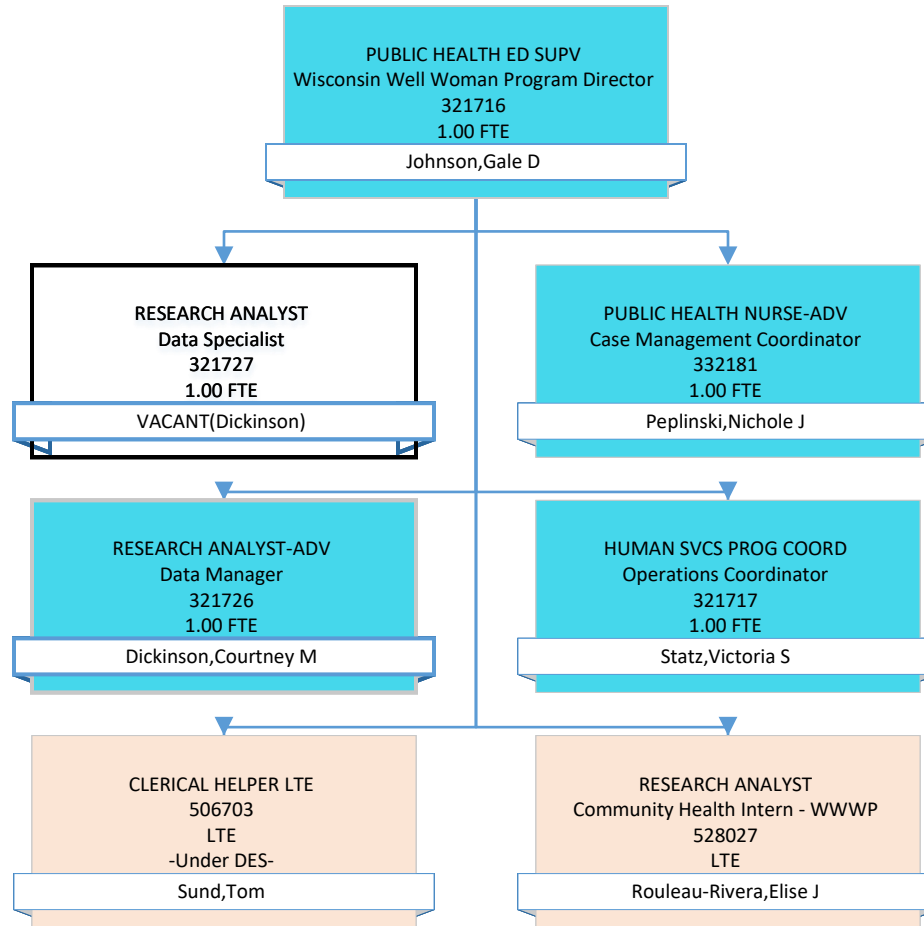 PUBLIC HEALTH ED SUPV
Wisconsin Well Woman Program Director
321716
1.00 FTE
Johnson,Gale D
RESEARCH ANALYST
Data Specialist
321727
1.00 FTE
VACANT(Dickinson)
PUBLIC HEALTH NURSE-ADV
Case Management Coordinator
332181
1.00 FTE
Peplinski,Nichole J
RESEARCH ANALYST-ADV
Data Manager
321726
1.00 FTE
Dickinson,Courtney M
HUMAN SVCS PROG COORD
Operations Coordinator
321717
1.00 FTE
Statz,Victoria S
CLERICAL HELPER LTE
506703
LTE
-Under DES-
Sund,Tom
RESEARCH ANALYST
Community Health Intern - WWWP
528027
LTE
Rouleau-Rivera,Elise J